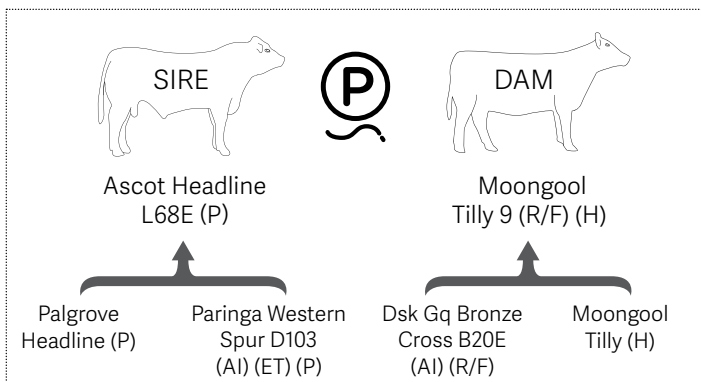 SIRE
P
DAM
Ascot Headline
L68E (P)
Moongool
Tilly 9 (R/F) (H)
Palgrove
Headline (P)
Paringa Western
Spur D103
(AI) (ET) (P)
Dsk Gq Bronze
Cross B20E
(AI) (R/F)
Moongool
Tilly (H)